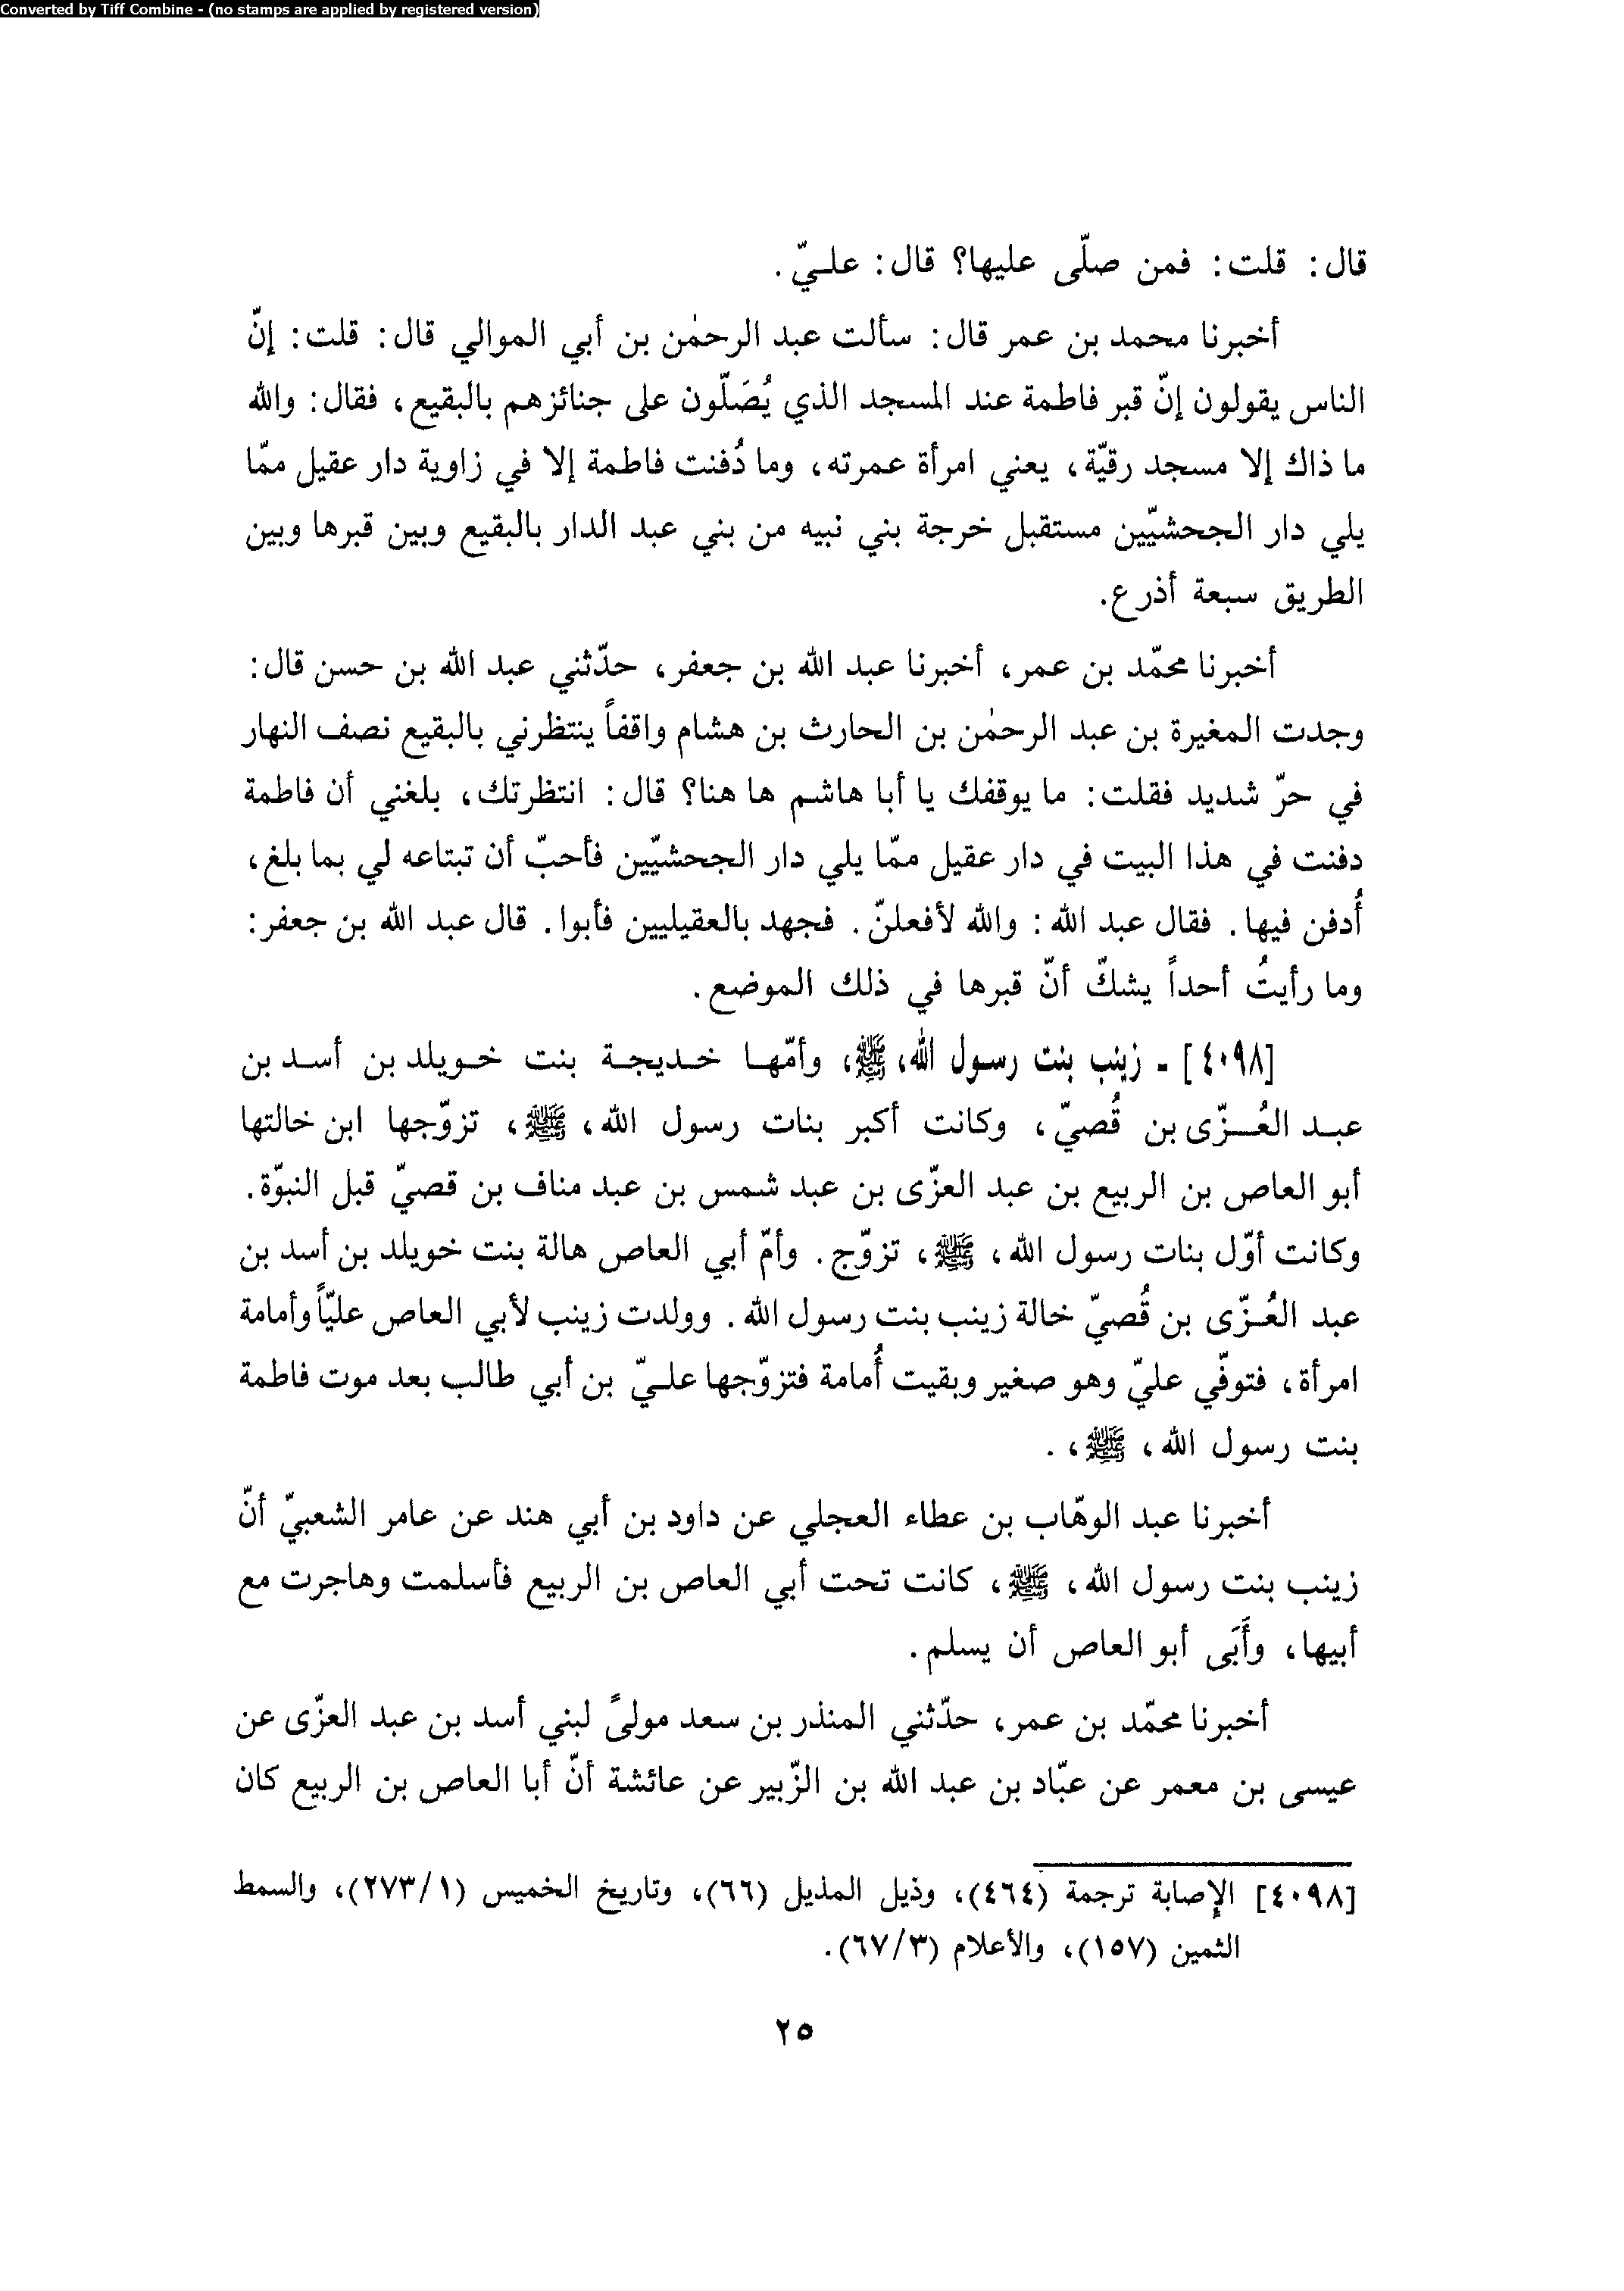 Converted by Tiff Combine - (no stamps are applied by registered version)
قال: قلت: فمن صلّى عليها؟ قال: عليّ.
أخبرنا محمد بن عمر قال: سألت عبد الرحمٰن بن أبي الموالي قال: قلت: إنّ
الناس يقولون إنّ قبر فاطمة عند المسجد الذي يُصَلّون على جنائزهم بالبقيع، فقال: والله
ما ذاك إلا مسجد رقيّة، يعني امرأة عمرته، وما دُفنت فاطمة إلا في زاوية دار عقيل ممّا
يلي دار الجحشيّين مستقبل خرجة بني نبيه من بني عبد الدار بالبقيع وبين قبرها وبين
الطريق سبعة أذرع.
أخبرنا محمّد بن عمر، أخبرنا عبد الله بن جعفر، حدّثني عبد الله بن حسن قال:
وجدت المغيرة بن عبد الرحمٰن بن الحارث بن هشام واقفاً ينتظرني بالبقيع نصف النهار
في حرّ شديد فقلت: ما يوقفك يا أبا هاشم ها هنا؟ قال: انتظرتك، بلغني أن فاطمة
دفنت في هذا البيت في دار عقيل ممّا يلي دار الجحشيّين فأحبّ أن تبتاعه لي بما بلغ،
أُدفن فيها. فقال عبد الله: والله لأفعلنّ. فجهد بالعقيليين فأبوا. قال عبد الله بن جعفر:
وما رأيتُ أحداً يشكّ أنّ قبرها في ذلك الموضع.
[٤٠٩٨] ـ زينب بنت رسول الله، ﷺ، وأمّها خديجة بنت خويلد بن أسد بن
عبد العُزّى بن قُصيّ، وكانت أكبر بنات رسول الله، ﷺ، تزوّجها ابن خالتها
أبو العاص بن الربيع بن عبد العزّى بن عبد شمس بن عبد مناف بن قصيّ قبل النبوّة.
وكانت أوّل بنات رسول الله، ﷺ، تزوّج. وأمّ أبي العاص هالة بنت خويلد بن أسد بن
عبد العُزّى بن قُصيّ خالة زينب بنت رسول الله. وولدت زينب لأبي العاص عليّاً وأمامة
امرأة، فتوفّي عليّ وهو صغير وبقيت أُمامة فتزوّجها عليّ بن أبي طالب بعد موت فاطمة
بنت رسول الله، ﷺ، .
أخبرنا عبد الوهّاب بن عطاء العجلي عن داود بن أبي هند عن عامر الشعبيّ أنّ
زينب بنت رسول الله، ﷺ، كانت تحت أبي العاص بن الربيع فأسلمت وهاجرت مع
أبيها، وأَبَى أبو العاص أن يسلم.
أخبرنا محمّد بن عمر، حدّثني المنذر بن سعد مولىً لبني أسد بن عبد العزّى عن
عيسى بن معمر عن عبّاد بن عبد الله بن الزّبير عن عائشة أنّ أبا العاص بن الربيع كان
[٤٠٩٨] الإصابة ترجمة (٤٦٤)، وذيل المذيل (٦٦)، وتاريخ الخميس (٢٧٣/١)، والسمط
الثمين (١٥٧)، والأعلام (٦٧/٣).
٢٥